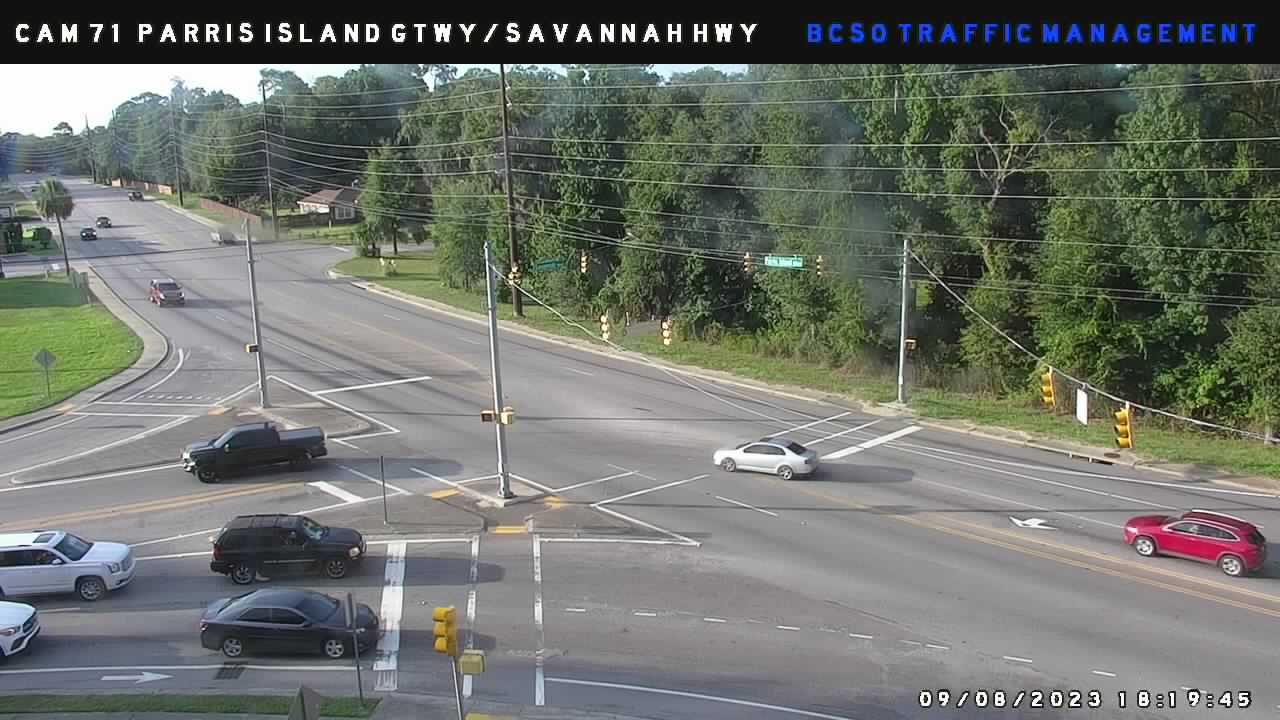 CAM 71 PARRIS ISLAND GTWY/SAVANNAH HWY BCSO TRAFFIC MANAGEMENT
09/08/2023 18:19:45